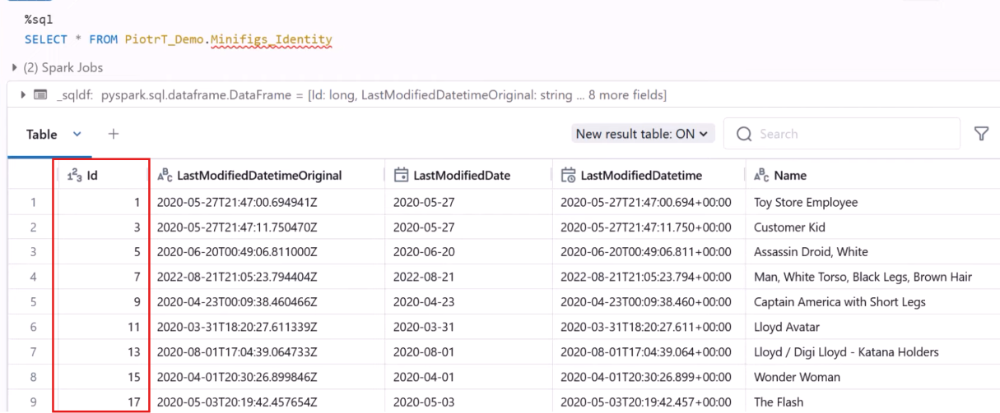 %sql
SELECT * FROM PiotrT_Demo.Minifigs_Identity
(2) Spark Jobs
_sqldf: pyspark.sql.dataframe.DataFrame = [Id: long, LastModifiedDatetimeOriginal: string ... 8 more fields]
Table + New result table: ON Search
123 Id ABC LastModifiedDatetimeOriginal LastModifiedDate LastModifiedDatetime ABC Name
1 1 2020-05-27T21:47:00.694941Z 2020-05-27 2020-05-27T21:47:00.694+00:00 Toy Store Employee
2 3 2020-05-27T21:47:11.750470Z 2020-05-27 2020-05-27T21:47:11.750+00:00 Customer Kid
3 5 2020-06-20T00:49:06.811000Z 2020-06-20 2020-06-20T00:49:06.811+00:00 Assassin Droid, White
4 7 2022-08-21T21:05:23.794404Z 2022-08-21 2022-08-21T21:05:23.794+00:00 Man, White Torso, Black Legs, Brown Hair
5 9 2020-04-23T00:09:38.460466Z 2020-04-23 2020-04-23T00:09:38.460+00:00 Captain America with Short Legs
6 11 2020-03-31T18:20:27.611339Z 2020-03-31 2020-03-31T18:20:27.611+00:00 Lloyd Avatar
7 13 2020-08-01T17:04:39.064733Z 2020-08-01 2020-08-01T17:04:39.064+00:00 Lloyd / Digi Lloyd - Katana Holders
8 15 2020-04-01T20:30:26.899846Z 2020-04-01 2020-04-01T20:30:26.899+00:00 Wonder Woman
9 17 2020-05-03T20:19:42.457654Z 2020-05-03 2020-05-03T20:19:42.457+00:00 The Flash